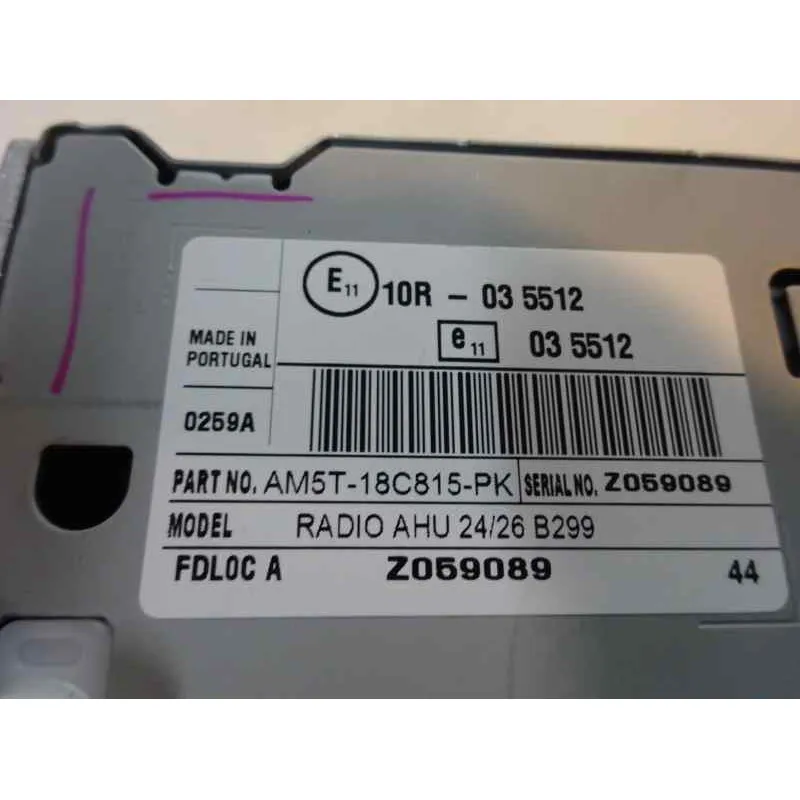 E11 10R - 03 5512
e11 03 5512
MADE IN
PORTUGAL
0259A
PART NO. AM5T-18C815-PK SERIAL NO. Z059089
MODEL RADIO AHU 24/26 B299
FDLOC A Z059089 44